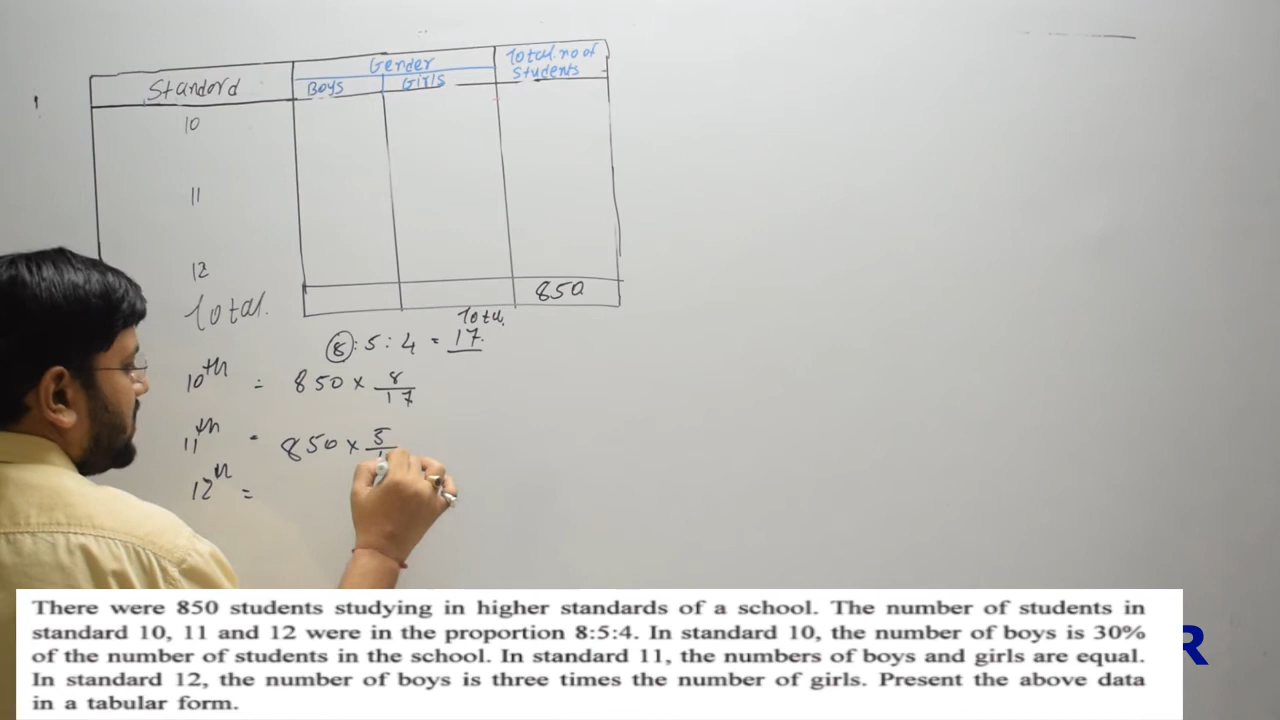 Standard Gender Total no of Students
Boys Girls
10
11
12
Total. 850
Total.
8:5:4 = 17.
10th = 850 × 8/17
11th = 850 × 5
12th =
There were 850 students studying in higher standards of a school. The number of students in
standard 10, 11 and 12 were in the proportion 8:5:4. In standard 10, the number of boys is 30%
of the number of students in the school. In standard 11, the numbers of boys and girls are equal.
In standard 12, the number of boys is three times the number of girls. Present the above data
in a tabular form.
R